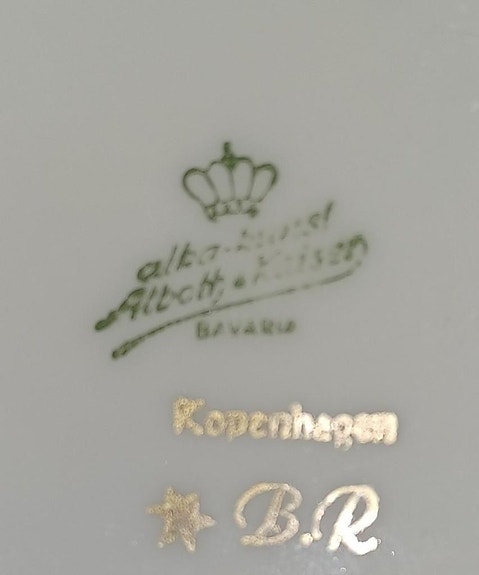 alka-kunst
Alboth & Kaiser
BAVARIA
Kopenhagen
B.R